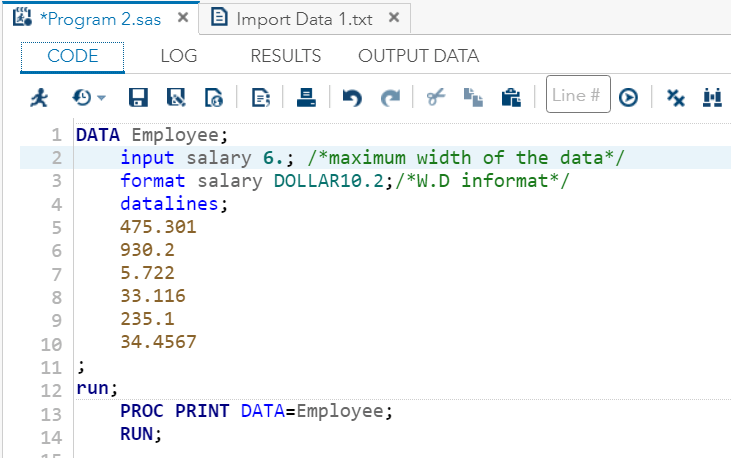 *Program 2.sas × Import Data 1.txt ×
CODE LOG RESULTS OUTPUT DATA
Line #
1 DATA Employee;
2 input salary 6.; /*maximum width of the data*/
3 format salary DOLLAR10.2;/*W.D informat*/
4 datalines;
5 475.301
6 930.2
7 5.722
8 33.116
9 235.1
10 34.4567
11 ;
12 run;
13 PROC PRINT DATA=Employee;
14 RUN;
15